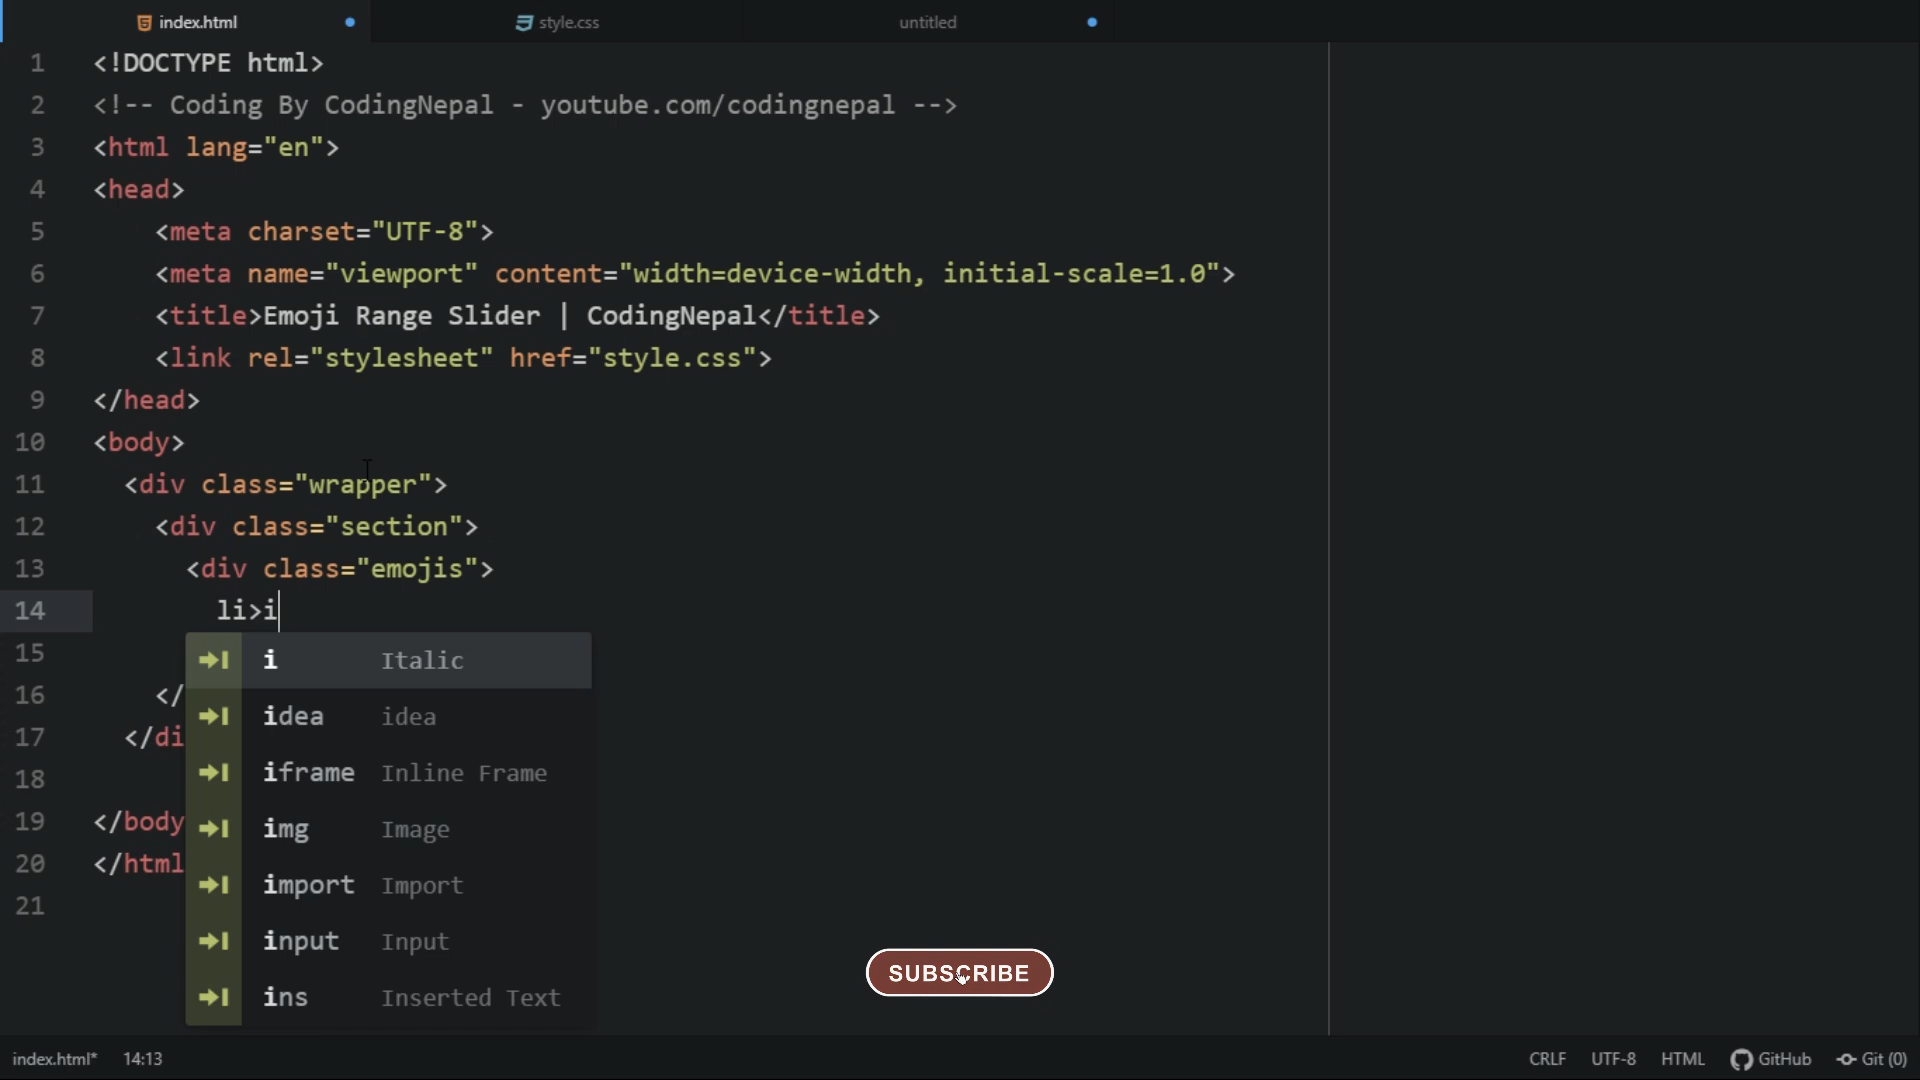 index.html
style.css
untitled
1 <!DOCTYPE html>
2 <!-- Coding By CodingNepal - youtube.com/codingnepal -->
3 <html lang="en">
4 <head>
5 <meta charset="UTF-8">
6 <meta name="viewport" content="width=device-width, initial-scale=1.0">
7 <title>Emoji Range Slider | CodingNepal</title>
8 <link rel="stylesheet" href="style.css">
9 </head>
10 <body>
11 <div class="wrapper">
12 <div class="section">
13 <div class="emojis">
14 li>i
15
16 </
17 </di
18
19 </body
20 </html
21
i Italic
idea idea
iframe Inline Frame
img Image
import Import
input Input
ins Inserted Text
SUBSCRIBE
index.html* 14:13 CRLF UTF-8 HTML GitHub Git (0)